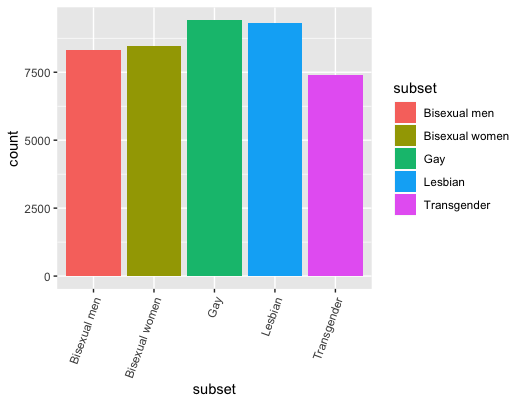 count
7500
5000
2500
0
Bisexual men
Bisexual women
Gay
Lesbian
Transgender
subset
subset
Bisexual men
Bisexual women
Gay
Lesbian
Transgender